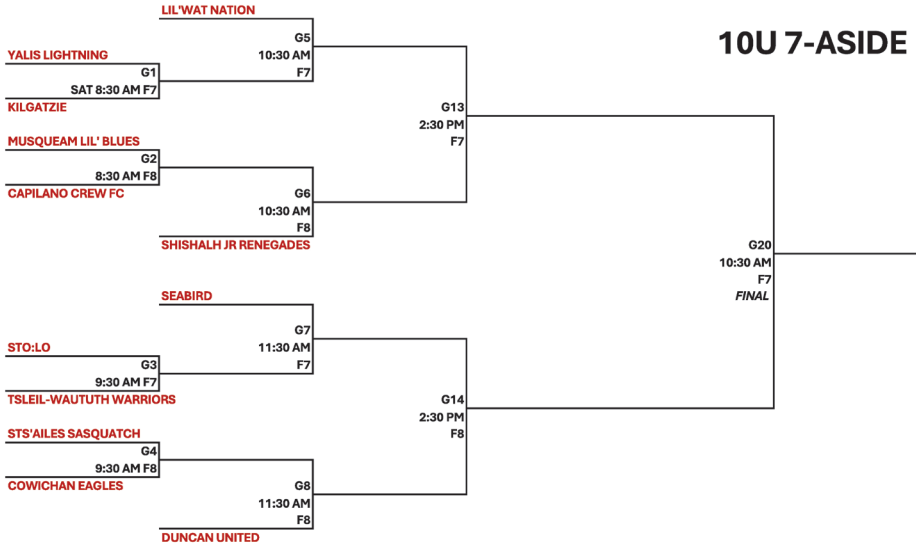 LIL'WAT NATION
10U 7-ASIDE
G5
10:30 AM
F7
YALIS LIGHTNING
G1
SAT 8:30 AM F7
KILGATZIE
G13
2:30 PM
F7
MUSQUEAM LIL' BLUES
G2
8:30 AM F8
CAPILANO CREW FC
G6
10:30 AM
F8
SHISHALH JR RENEGADES
G20
10:30 AM
F7
FINAL
SEABIRD
G7
11:30 AM
F7
STO:LO
G3
9:30 AM F7
TSLEIL-WAUTUTH WARRIORS
G14
2:30 PM
F8
STS'AILES SASQUATCH
G4
9:30 AM F8
COWICHAN EAGLES
G8
11:30 AM
F8
DUNCAN UNITED